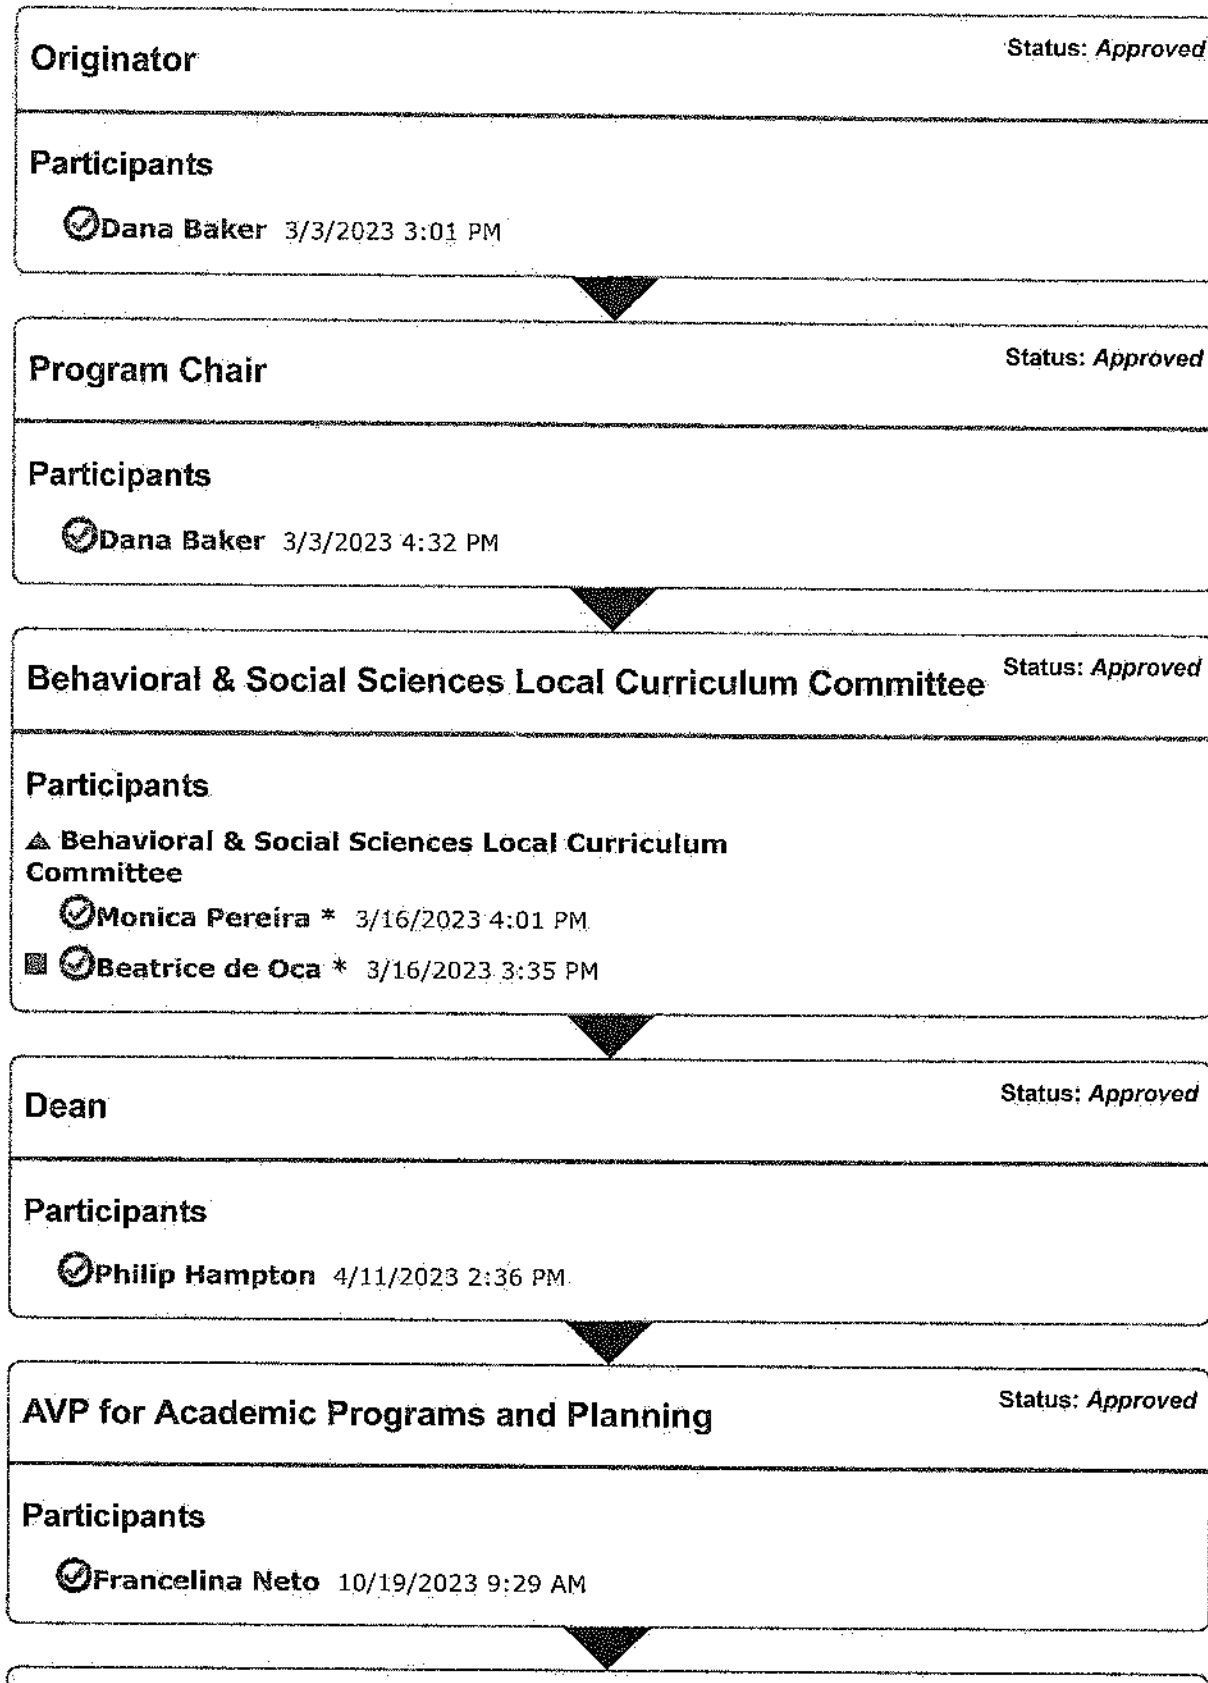 Originator
Status: Approved
Participants
Dana Baker 3/3/2023 3:01 PM
Program Chair
Status: Approved
Participants
Dana Baker 3/3/2023 4:32 PM
Behavioral & Social Sciences Local Curriculum Committee
Status: Approved
Participants
Behavioral & Social Sciences Local Curriculum
Committee
Monica Pereira * 3/16/2023 4:01 PM
Beatrice de Oca * 3/16/2023 3:35 PM
Dean
Status: Approved
Participants
Philip Hampton 4/11/2023 2:36 PM
AVP for Academic Programs and Planning
Status: Approved
Participants
Francelina Neto 10/19/2023 9:29 AM